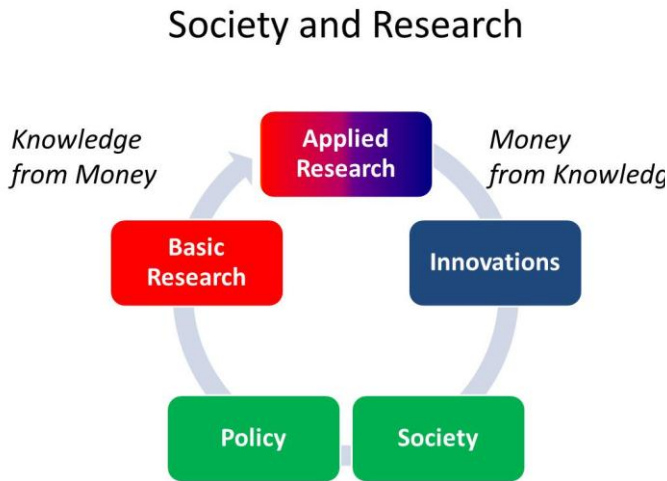 Society and Research
Knowledge
from Money
Applied
Research
Money
from Knowledg
Basic
Research
Innovations
Policy
Society